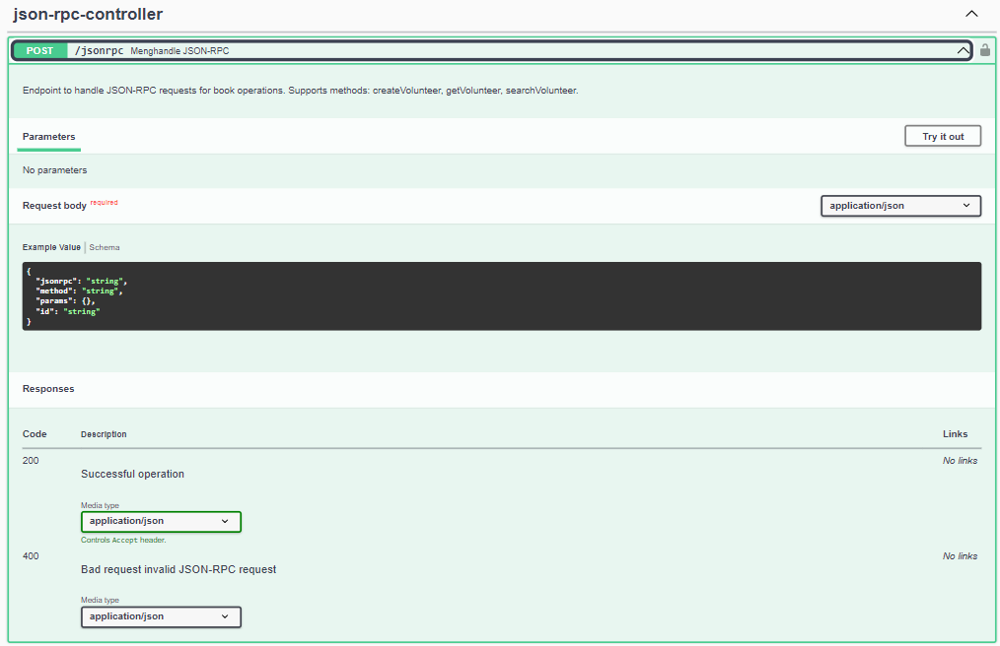 json-rpc-controller
POST /jsonrpc Menghandle JSON-RPC
Endpoint to handle JSON-RPC requests for book operations. Supports methods: createVolunteer, getVolunteer, searchVolunteer.
Parameters Try it out
No parameters
Request body required application/json
Example Value Schema
{
"jsonrpc": "string",
"method": "string",
"params": {},
"id": "string"
}
Responses
Code Description Links
200 No links
Successful operation
Media type
application/json
Controls Accept header.
400 No links
Bad request invalid JSON-RPC request
Media type
application/json